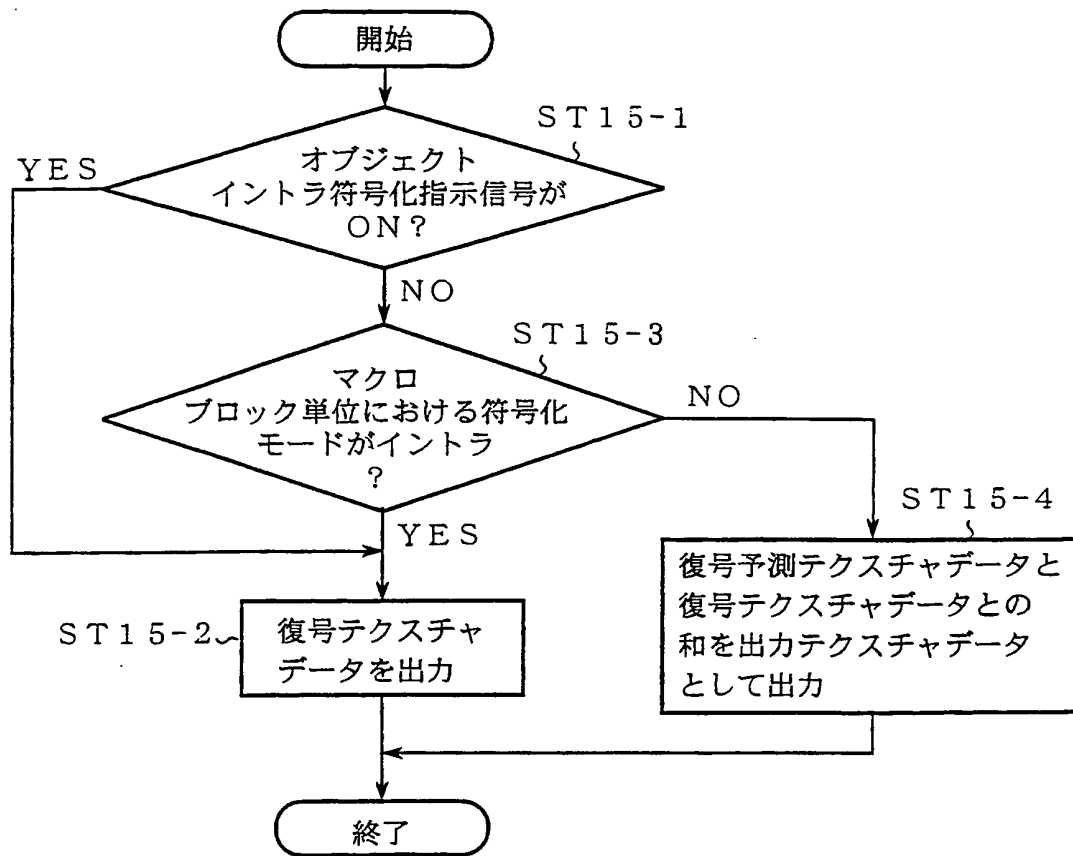 開始
ST15-1
YES
オブジェクト
イントラ符号化指示信号が
ON?
NO
ST15-3
マクロ
ブロック単位における符号化
モードがイントラ
?
NO
YES
ST15-4
復号予測テクスチャデータと
復号テクスチャデータとの
和を出力テクスチャデータ
として出力
ST15-2
復号テクスチャ
データを出力
終了